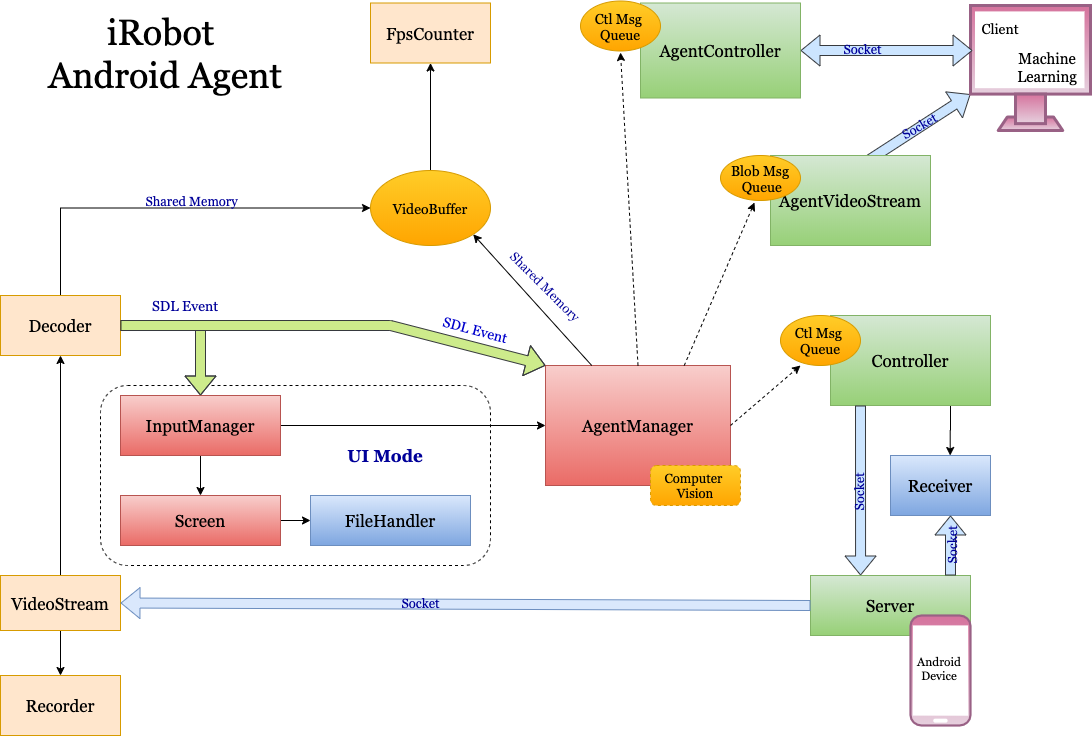 iRobot
Android Agent
FpsCounter
Ctl Msg
Queue
AgentController
Socket
Client
Machine
Learning
Socket
Blob Msg
Queue
AgentVideoStream
Shared Memory
VideoBuffer
Shared Memory
SDL Event
Decoder
SDL Event
Ctl Msg
Queue
Controller
InputManager
AgentManager
UI Mode
Computer
Vision
Receiver
Socket
Screen
FileHandler
Socket
VideoStream
Socket
Server
Android
Device
Recorder